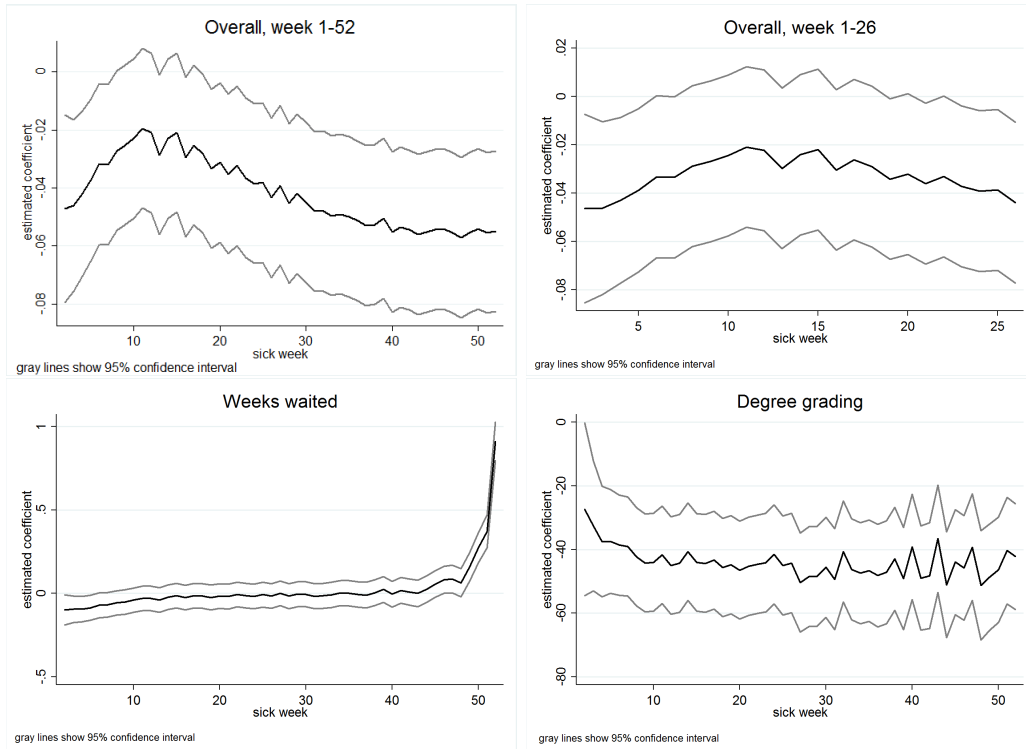 Overall, week 1-52
estimated coefficient
0
-.02
-.04
-.06
-.08
10
20
30
40
50
sick week
gray lines show 95% confidence interval
Overall, week 1-26
estimated coefficient
.02
0
-.02
-.04
-.06
-.08
5
10
15
20
25
sick week
gray lines show 95% confidence interval
Weeks waited
estimated coefficient
1
.5
0
-.5
10
20
30
40
50
sick week
gray lines show 95% confidence interval
Degree grading
estimated coefficient
0
-20
-40
-60
-80
10
20
30
40
50
sick week
gray lines show 95% confidence interval